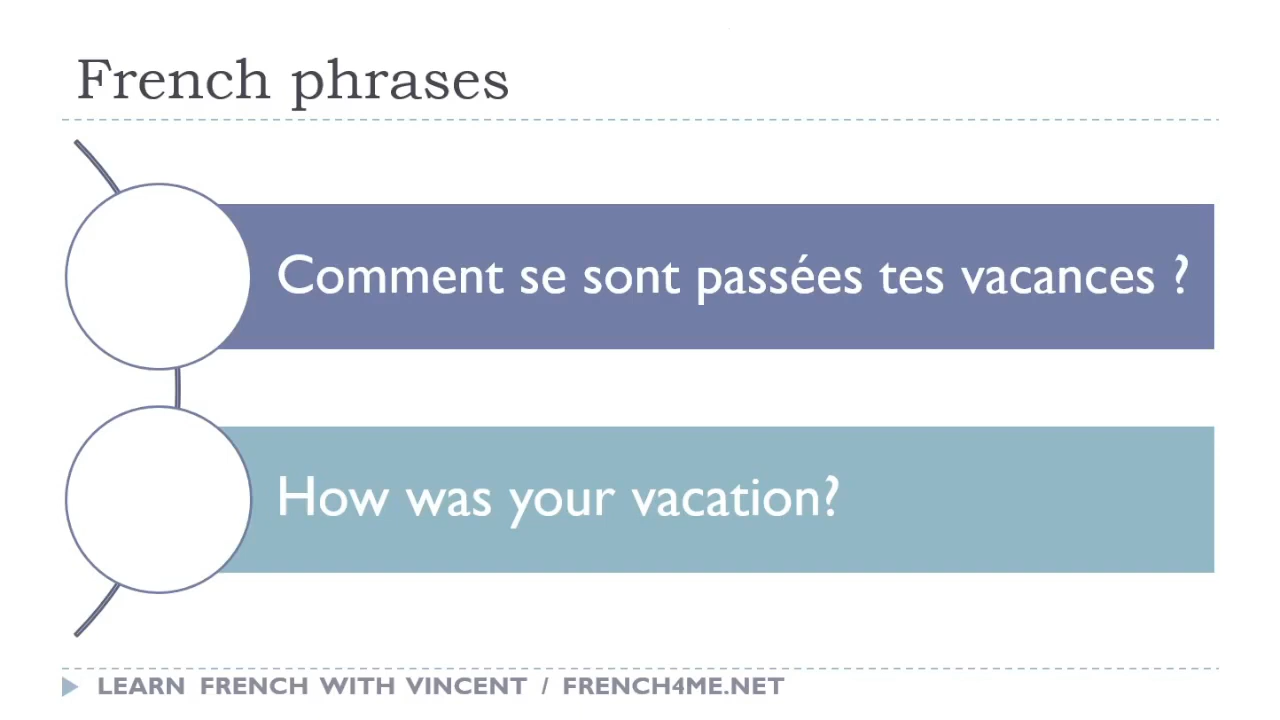 French phrases
Comment se sont passées tes vacances ?
How was your vacation?
LEARN FRENCH WITH VINCENT / FRENCH4ME.NET